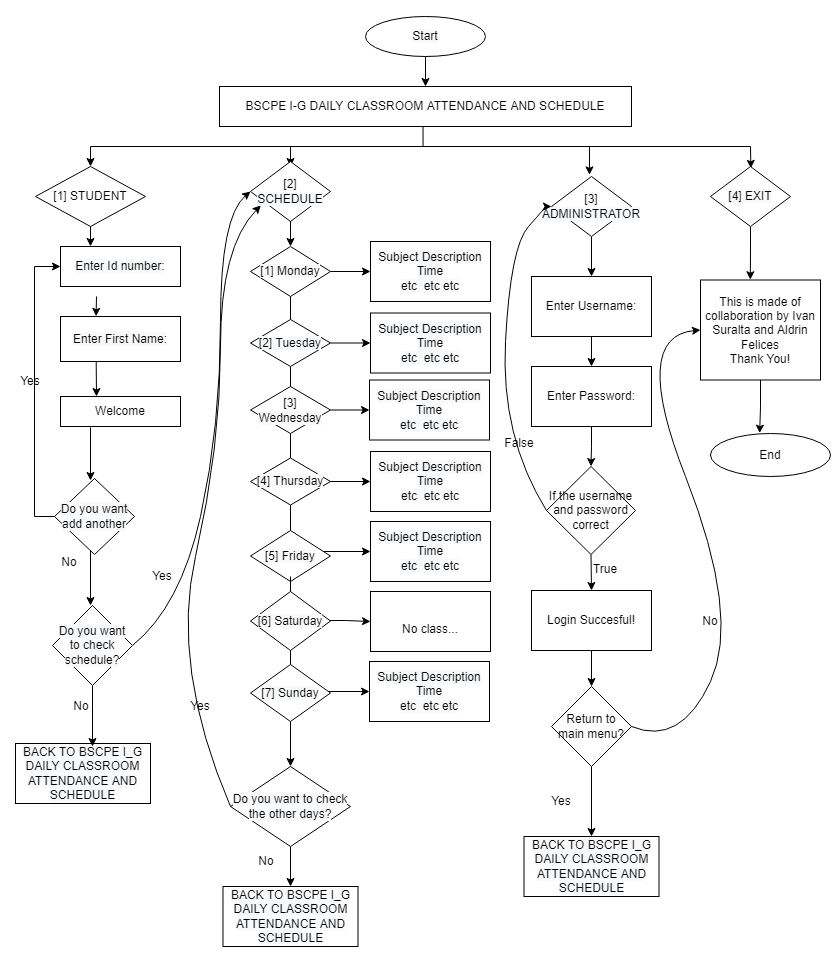 Start
BSCPE I-G DAILY CLASSROOM ATTENDANCE AND SCHEDULE
[1] STUDENT
Enter Id number:
Enter First Name:
Welcome
Yes
Do you want
add another
No
Yes
Do you want
to check
schedule?
No
BACK TO BSCPE I_G
DAILY CLASSROOM
ATTENDANCE AND
SCHEDULE
[2]
SCHEDULE
[1] Monday
Subject Description
Time
etc etc etc
[2] Tuesday
Subject Description
Time
etc etc etc
[3]
Wednesday
Subject Description
Time
etc etc etc
[4] Thursday
Subject Description
Time
etc etc etc
[5] Friday
Subject Description
Time
etc etc etc
[6] Saturday
No class...
[7] Sunday
Subject Description
Time
etc etc etc
Yes
Do you want to check
the other days?
No
BACK TO BSCPE I_G
DAILY CLASSROOM
ATTENDANCE AND
SCHEDULE
[3]
ADMINISTRATOR
Enter Username:
Enter Password:
False
If the username
and password
correct
True
Login Succesful!
Return to
main menu?
No
Yes
BACK TO BSCPE I_G
DAILY CLASSROOM
ATTENDANCE AND
SCHEDULE
[4] EXIT
This is made of
collaboration by Ivan
Suralta and Aldrin
Felices
Thank You!
End